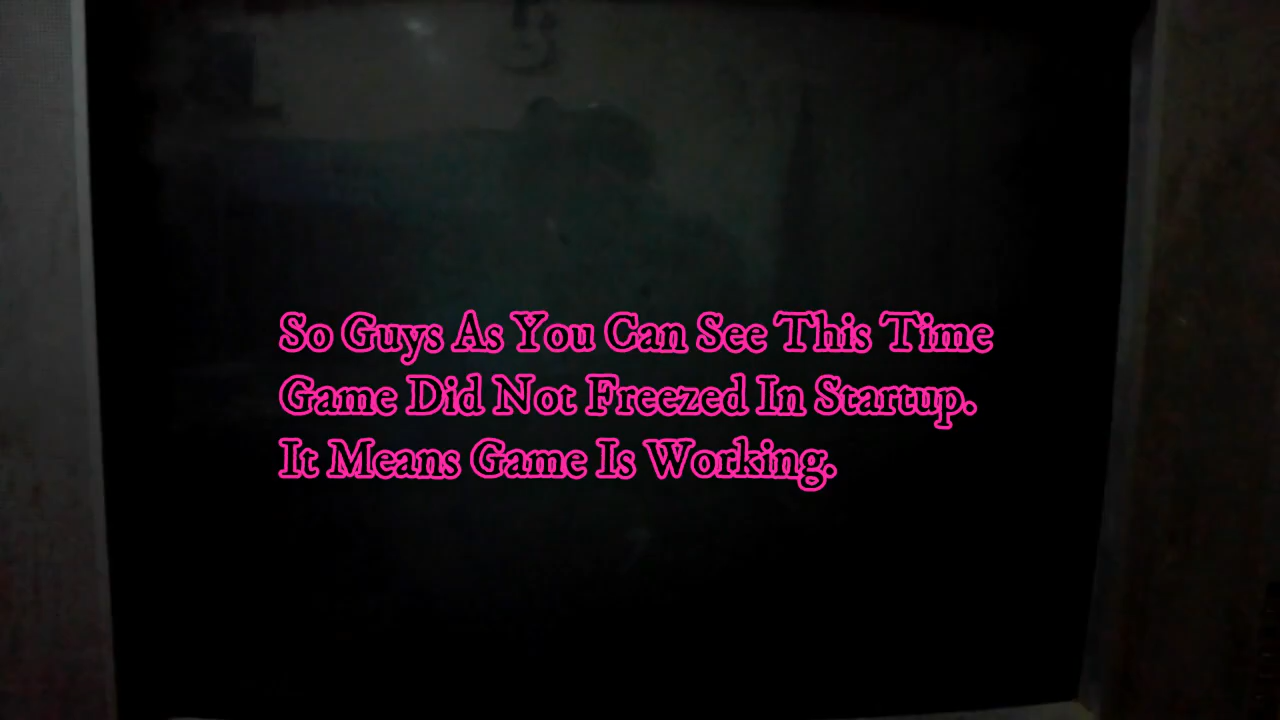 So Guys As You Can See This Time
Game Did Not Freezed In Startup.
It Means Game Is Working.